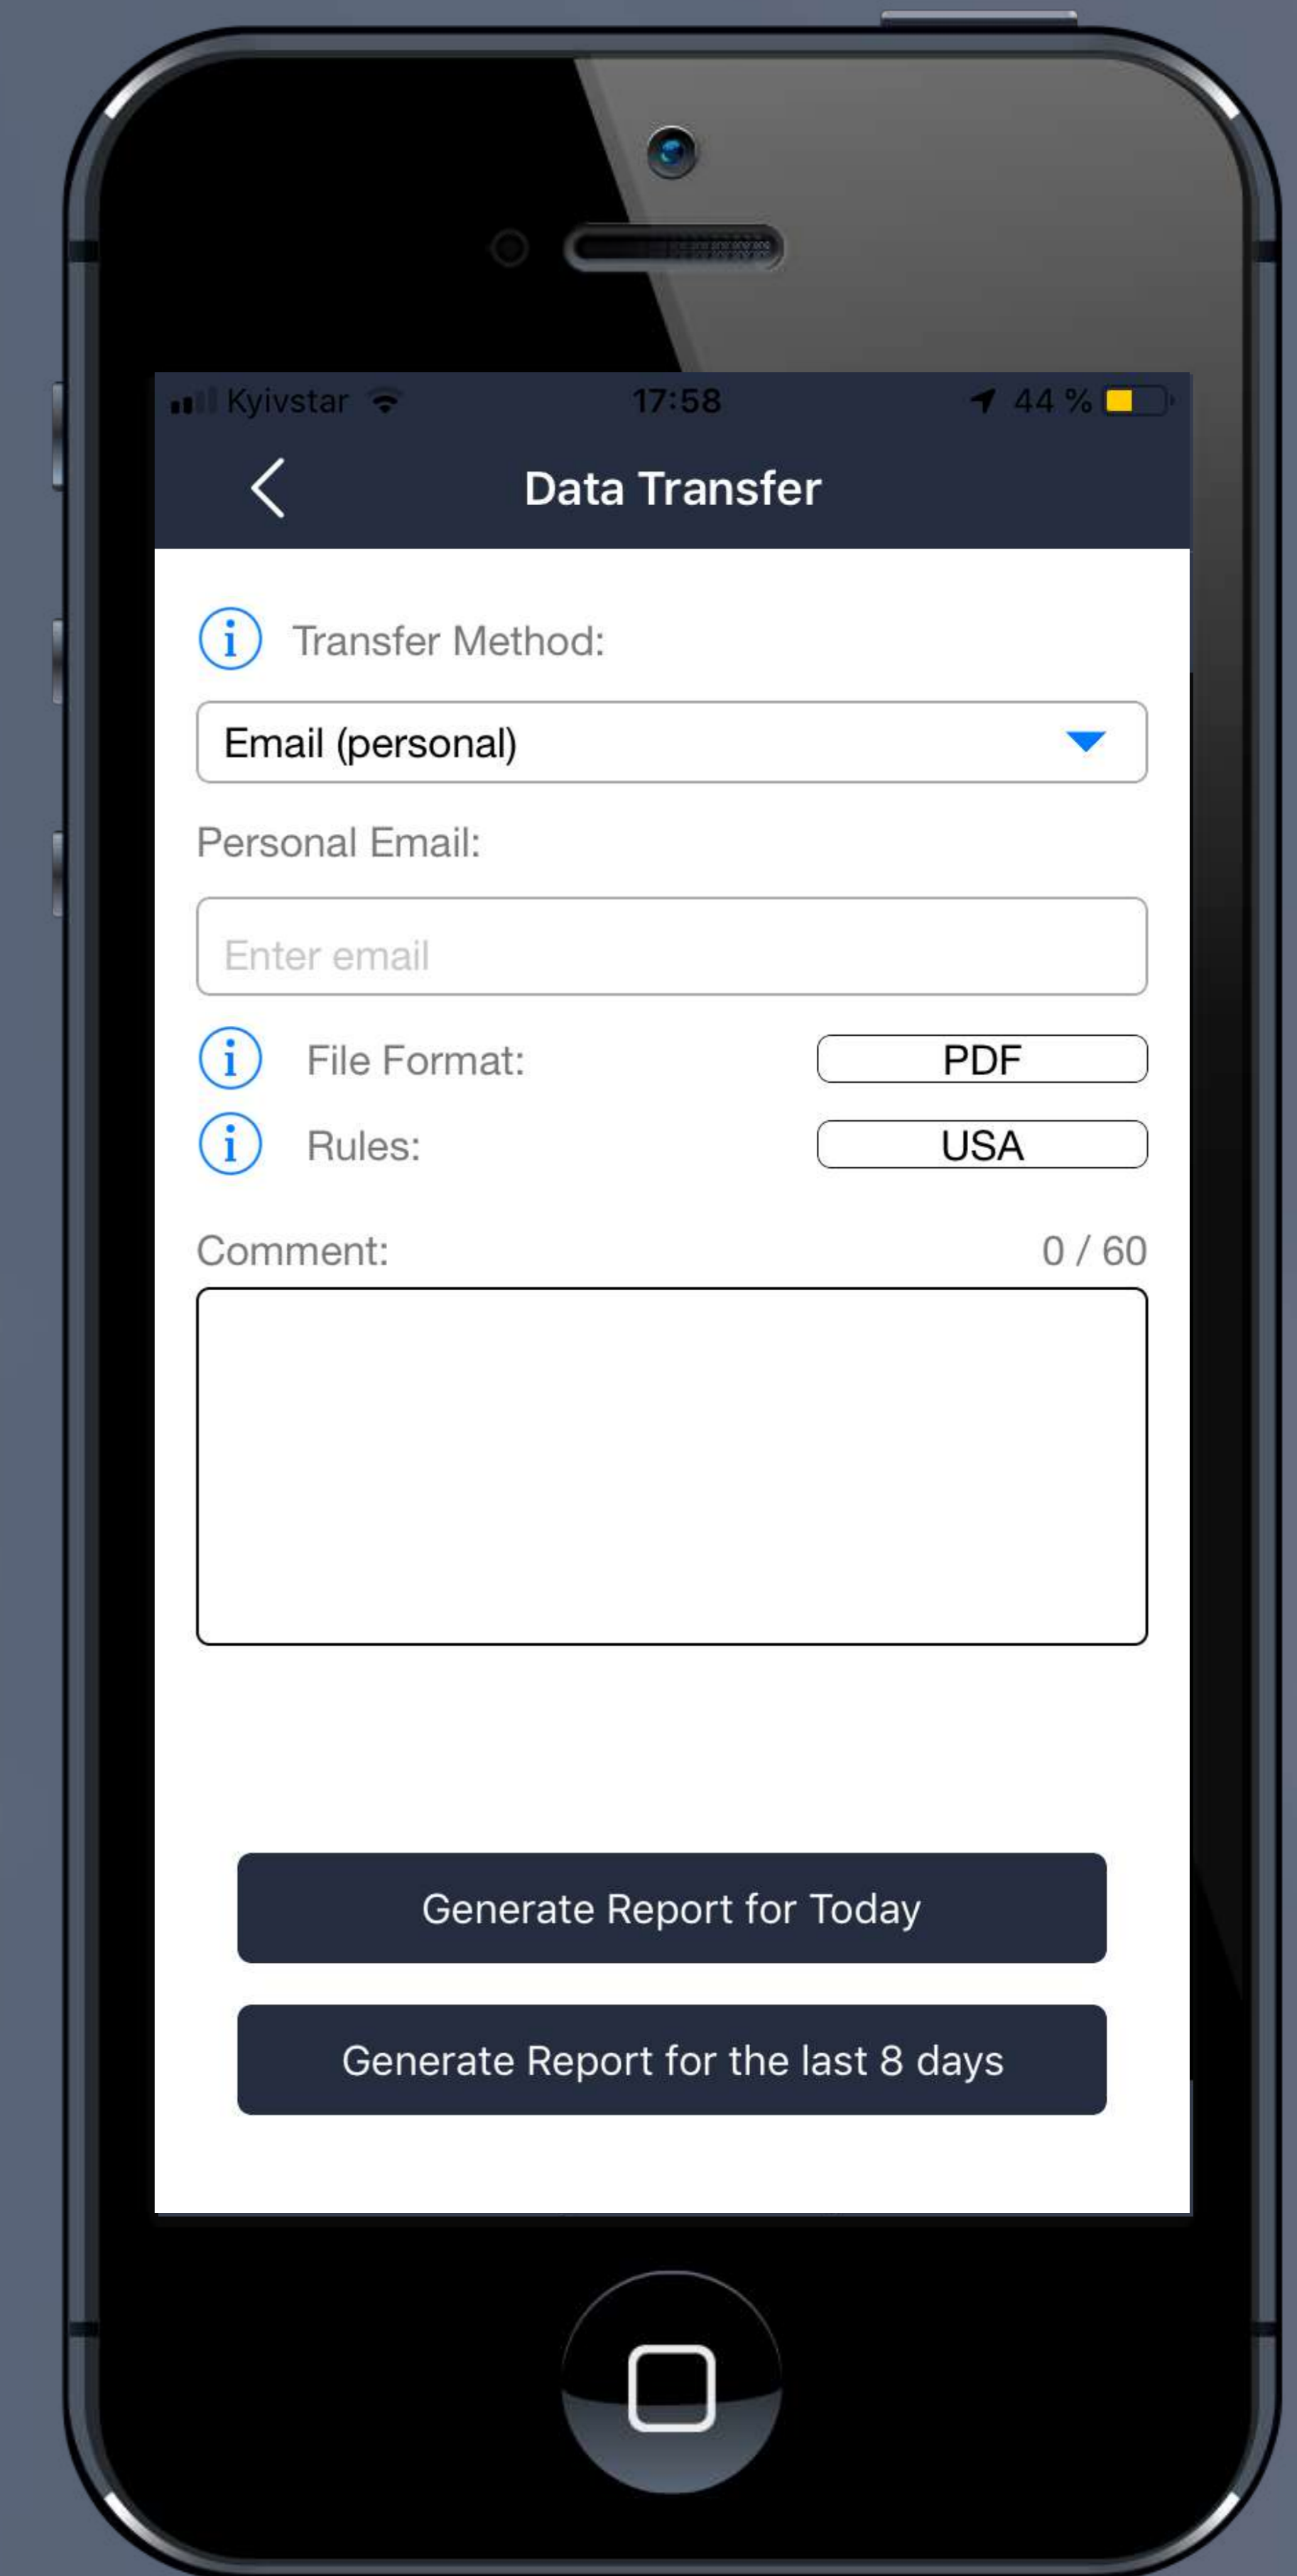 Kyivstar 17:58 44 %
Data Transfer
i Transfer Method:
Email (personal)
Personal Email:
Enter email
i File Format: PDF
i Rules: USA
Comment: 0 / 60
Generate Report for Today
Generate Report for the last 8 days